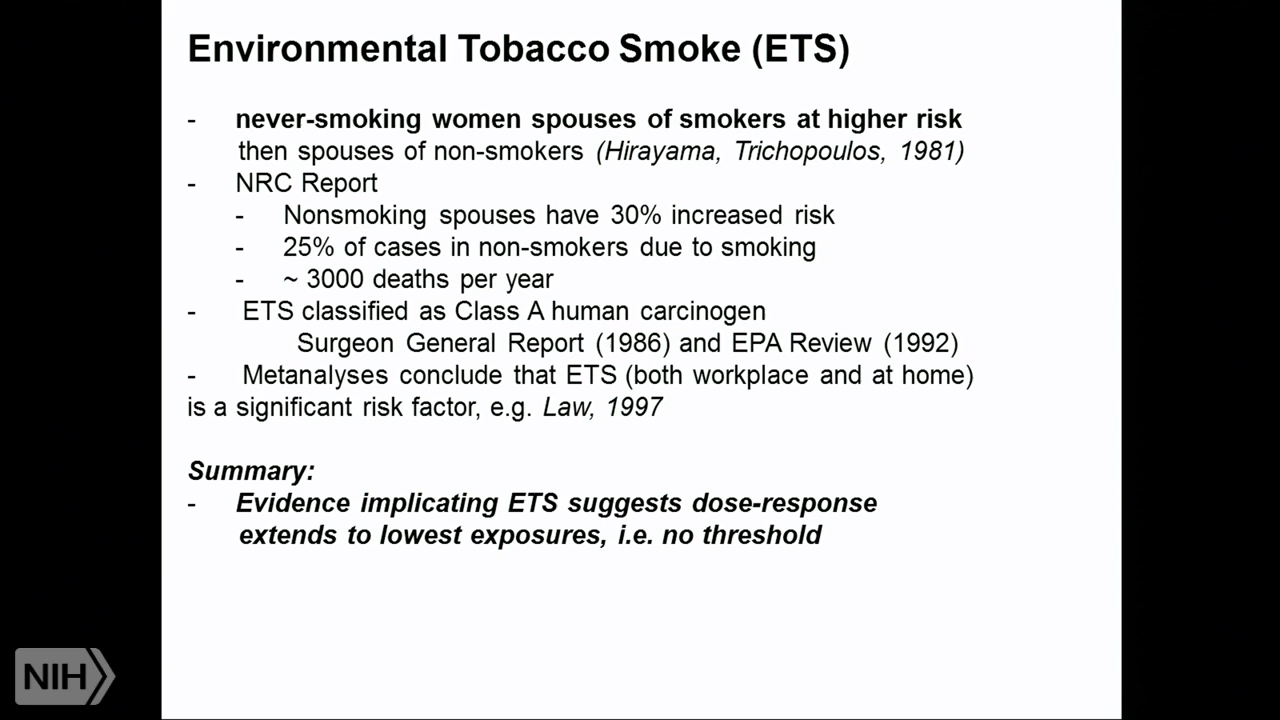 Environmental Tobacco Smoke (ETS)
- never-smoking women spouses of smokers at higher risk
then spouses of non-smokers (Hirayama, Trichopoulos, 1981)
- NRC Report
- Nonsmoking spouses have 30% increased risk
- 25% of cases in non-smokers due to smoking
- ~ 3000 deaths per year
- ETS classified as Class A human carcinogen
Surgeon General Report (1986) and EPA Review (1992)
- Metanalyses conclude that ETS (both workplace and at home)
is a significant risk factor, e.g. Law, 1997
Summary:
- Evidence implicating ETS suggests dose-response
extends to lowest exposures, i.e. no threshold
NIH